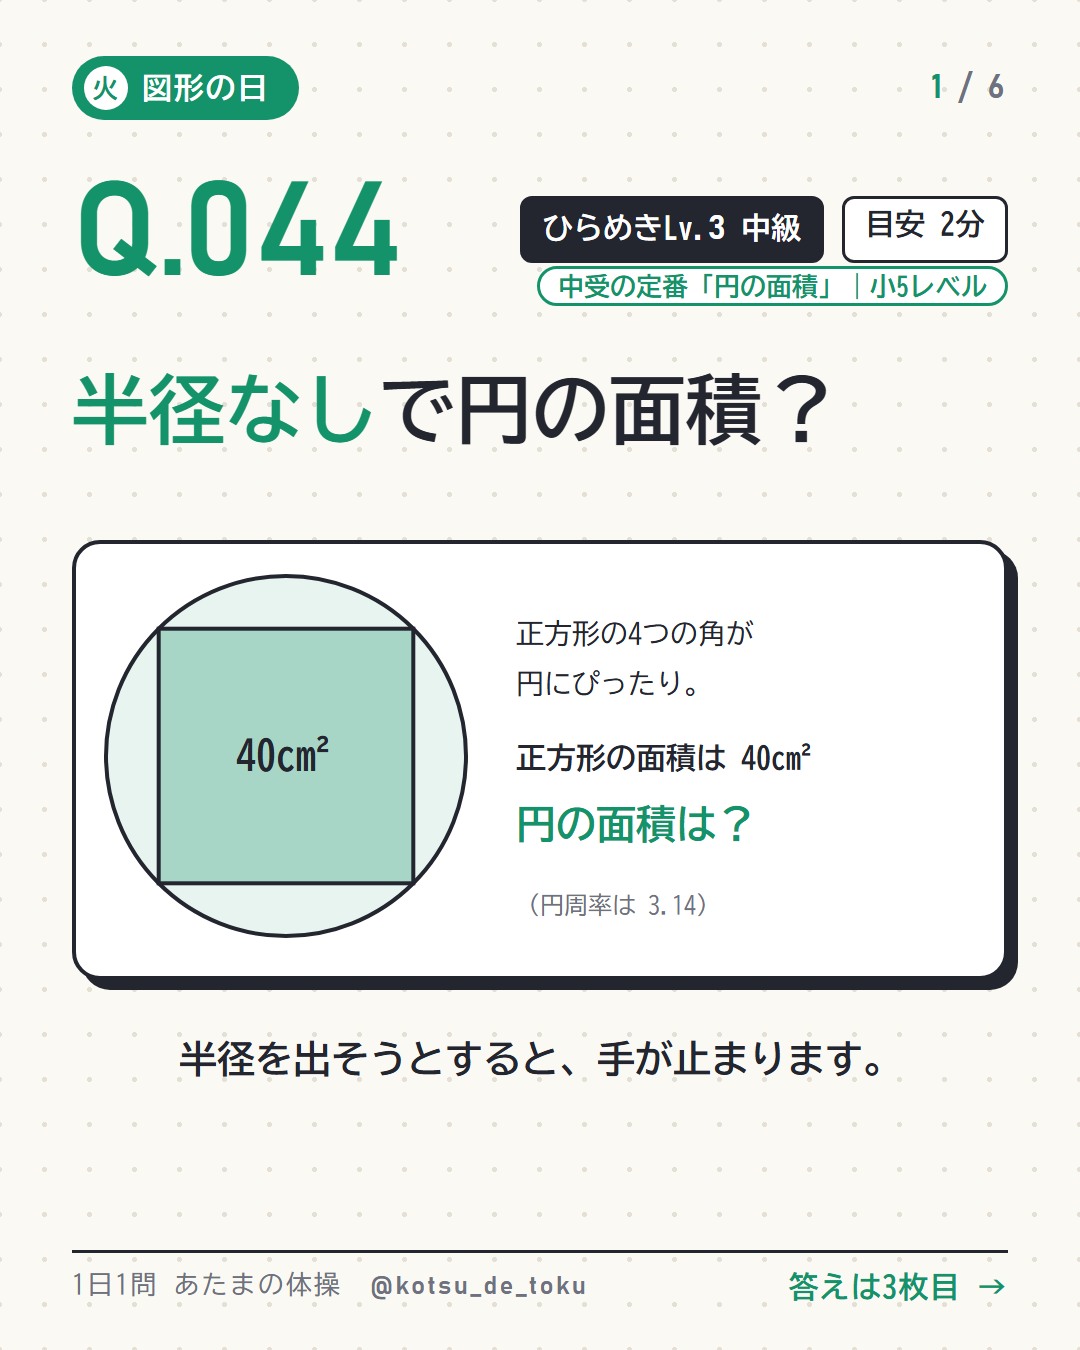 火 図形の日
1 / 6
Q.044
ひらめきLv.3 中級
目安 2分
中受の定番「円の面積」｜小5レベル
半径なしで円の面積？
40cm²
正方形の4つの角が
円にぴったり。
正方形の面積は 40cm²
円の面積は？
（円周率は 3.14）
半径を出そうとすると、手が止まります。
1日1問 あたまの体操 @kotsu_de_toku
答えは3枚目 →